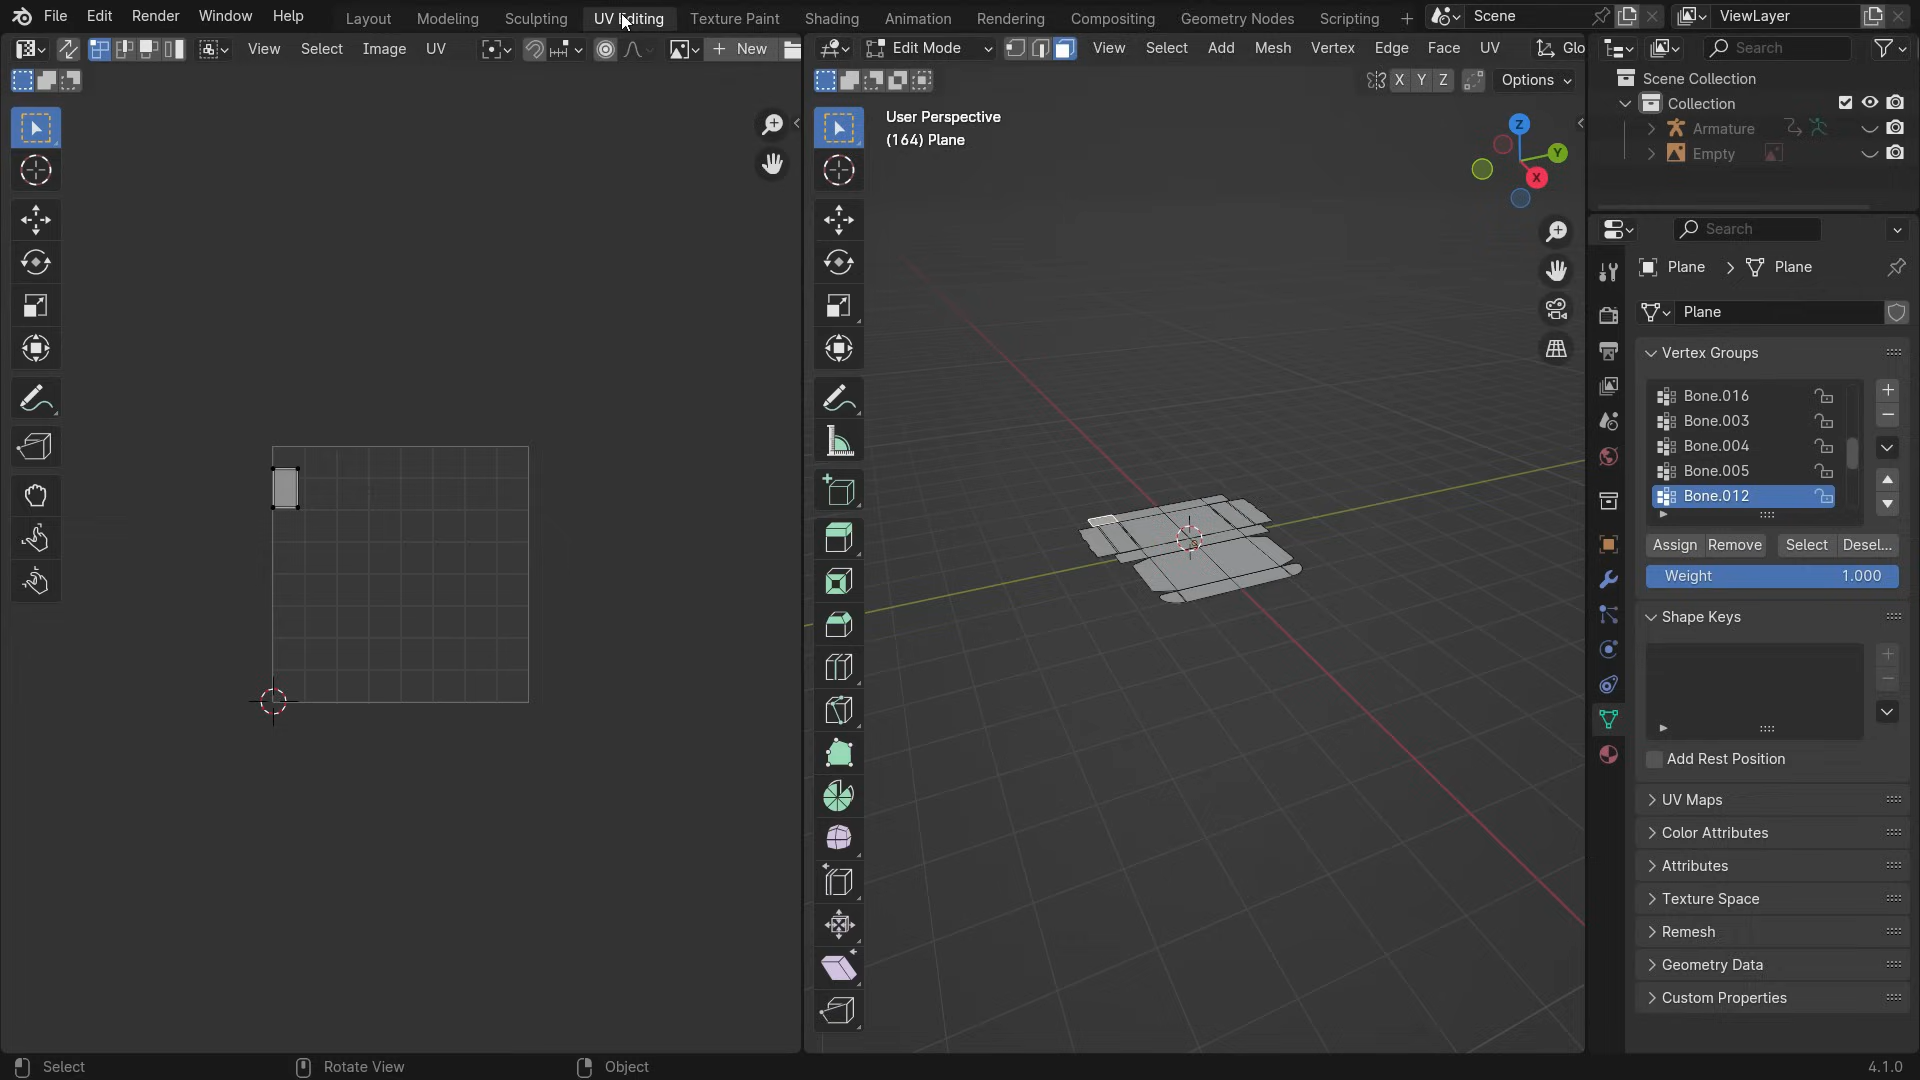 File Edit Render Window Help Layout Modeling Sculpting UV Editing Texture Paint Shading Animation Rendering Compositing Geometry Nodes Scripting Scene ViewLayer
View Select Image UV New Edit Mode View Select Add Mesh Vertex Edge Face UV Glo Search
X Y Z Options
Scene Collection
Collection
Armature
Empty
User Perspective
(164) Plane
Z
Y
X
Search
Plane Plane
Plane
Vertex Groups
Bone.016
Bone.003
Bone.004
Bone.005
Bone.012
Assign Remove Select Desel...
Weight 1.000
Shape Keys
Add Rest Position
UV Maps
Color Attributes
Attributes
Texture Space
Remesh
Geometry Data
Custom Properties
Select Rotate View Object 4.1.0